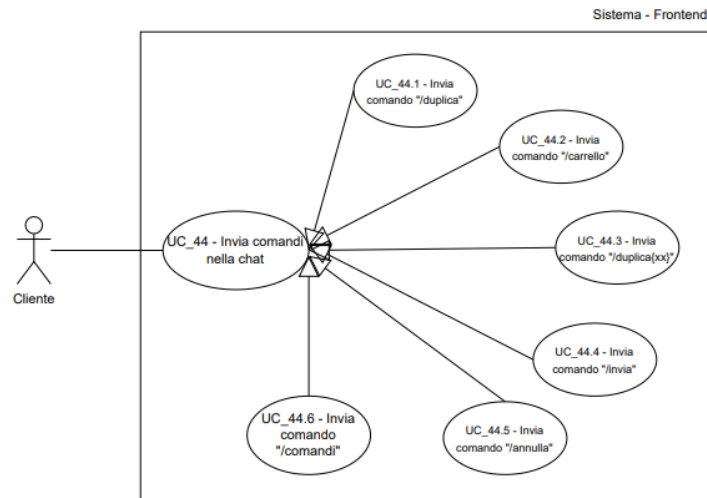 Sistema - Frontend
UC_44.1 - Invia
comando "/duplica"
UC_44.2 - Invia
comando "/carrello"
UC_44 - Invia comandi
nella chat
UC_44.3 - Invia
comando "/duplica{xx}"
Cliente
UC_44.4 - Invia
comando "/invia"
UC_44.6 - Invia
comando
"/comandi"
UC_44.5 - Invia
comando "/annulla"